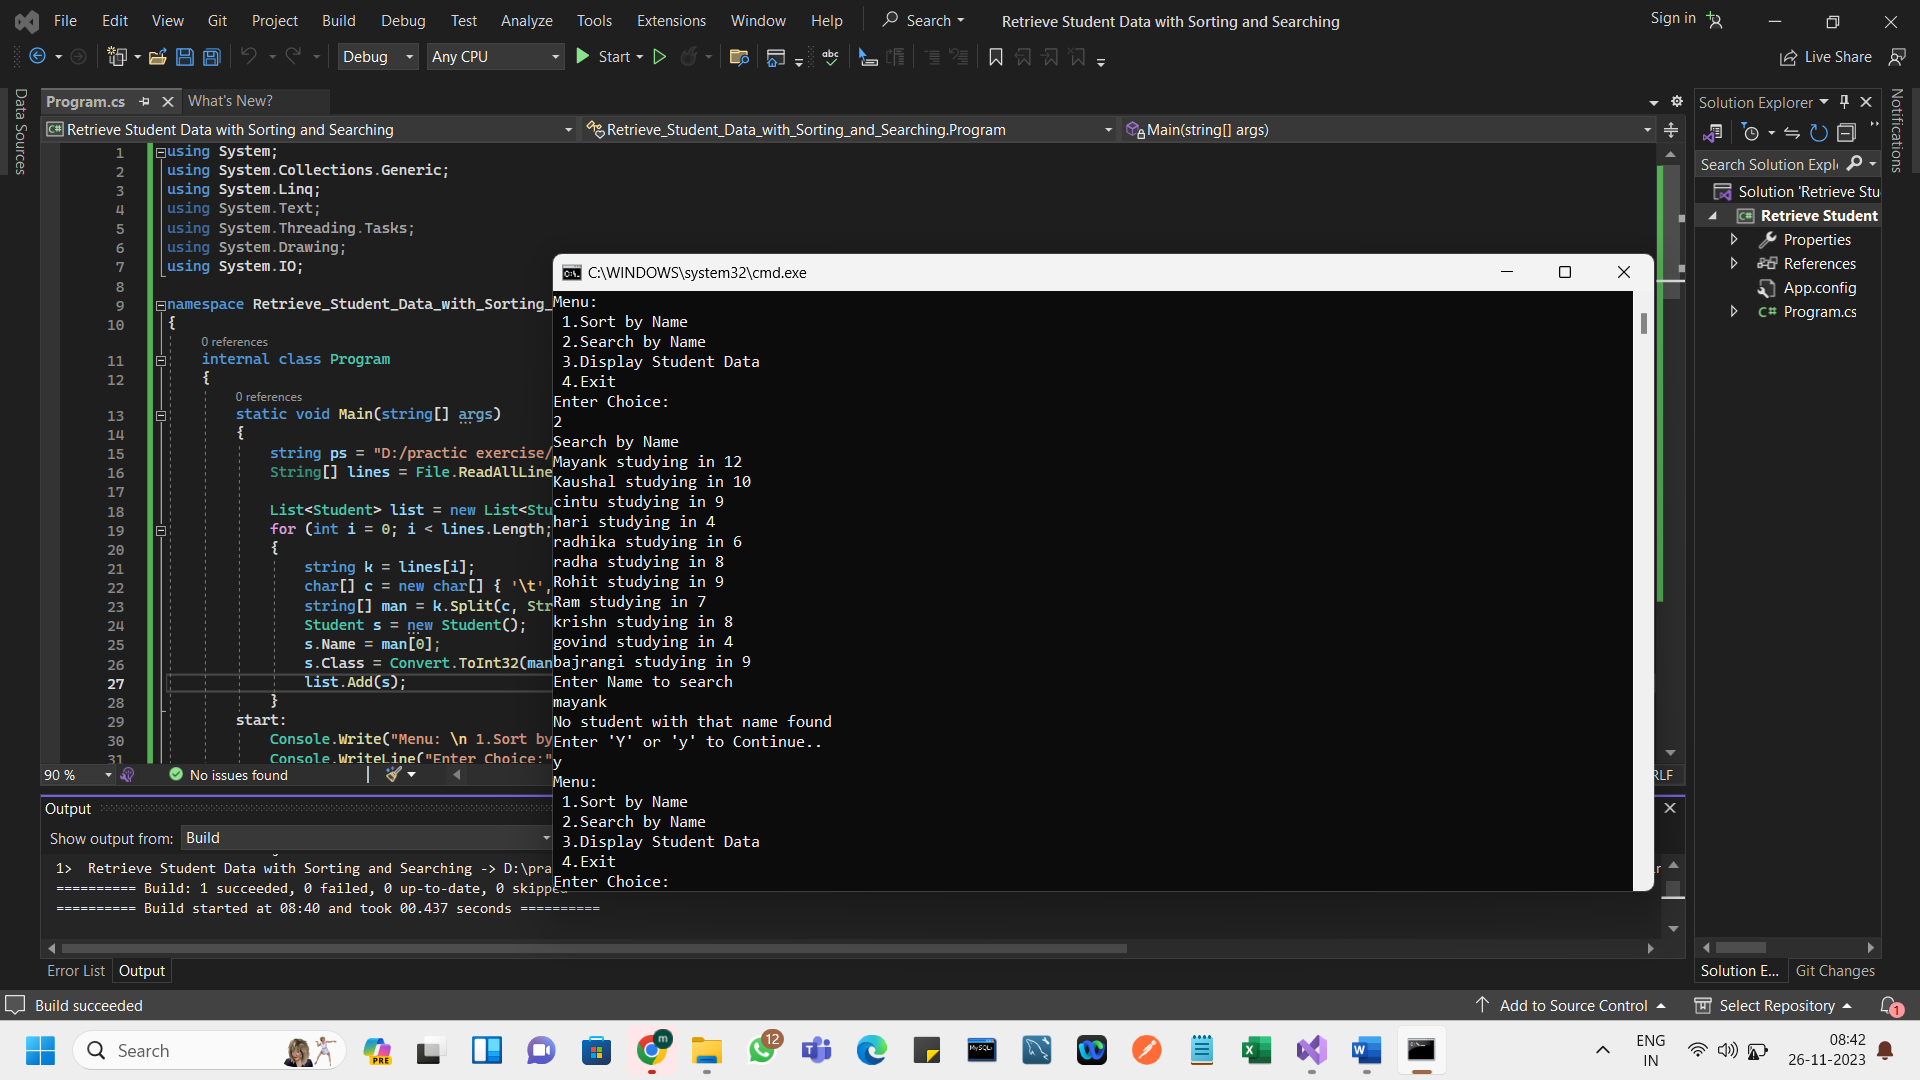 File Edit View Git Project Build Debug Test Analyze Tools Extensions Window Help Search Retrieve Student Data with Sorting and Searching Sign in
Debug Any CPU Start abc Live Share
Data Sources
Program.cs What's New?
Retrieve Student Data with Sorting and Searching Retrieve_Student_Data_with_Sorting_and_Searching.Program Main(string[] args)
1 using System;
2 using System.Collections.Generic;
3 using System.Linq;
4 using System.Text;
5 using System.Threading.Tasks;
6 using System.Drawing;
7 using System.IO;
8
9 namespace Retrieve_Student_Data_with_Sorting_
10 {
0 references
11 internal class Program
12 {
0 references
13 static void Main(string[] args)
14 {
15 string ps = "D:/practic exercise/
16 String[] lines = File.ReadAllLine
17
18 List<Student> list = new List<Stu
19 for (int i = 0; i < lines.Length;
20 {
21 string k = lines[i];
22 char[] c = new char[] { '\t',
23 string[] man = k.Split(c, Str
24 Student s = new Student();
25 s.Name = man[0];
26 s.Class = Convert.ToInt32(man
27 list.Add(s);
28 }
29 start:
30 Console.Write("Menu: \n 1.Sort by
31 Console.WriteLine("Enter Choice:"
90 % No issues found RLF
C:\WINDOWS\system32\cmd.exe
Menu:
1.Sort by Name
2.Search by Name
3.Display Student Data
4.Exit
Enter Choice:
2
Search by Name
Mayank studying in 12
Kaushal studying in 10
cintu studying in 9
hari studying in 4
radhika studying in 6
radha studying in 8
Rohit studying in 9
Ram studying in 7
krishn studying in 8
govind studying in 4
bajrangi studying in 9
Enter Name to search
mayank
No student with that name found
Enter 'Y' or 'y' to Continue..
y
Menu:
1.Sort by Name
2.Search by Name
3.Display Student Data
4.Exit
Enter Choice:
Solution Explorer
Search Solution Expl
Solution 'Retrieve Stu
C# Retrieve Student
Properties
References
App.config
C# Program.cs
Notifications
Output
Show output from: Build
1> Retrieve Student Data with Sorting and Searching -> D:\pra
========== Build: 1 succeeded, 0 failed, 0 up-to-date, 0 skipped
========== Build started at 08:40 and took 00.437 seconds ==========
Error List Output
Solution E... Git Changes
Build succeeded Add to Source Control Select Repository 1
Search PRE m 12 MySQL ENG
IN
08:42
26-11-2023